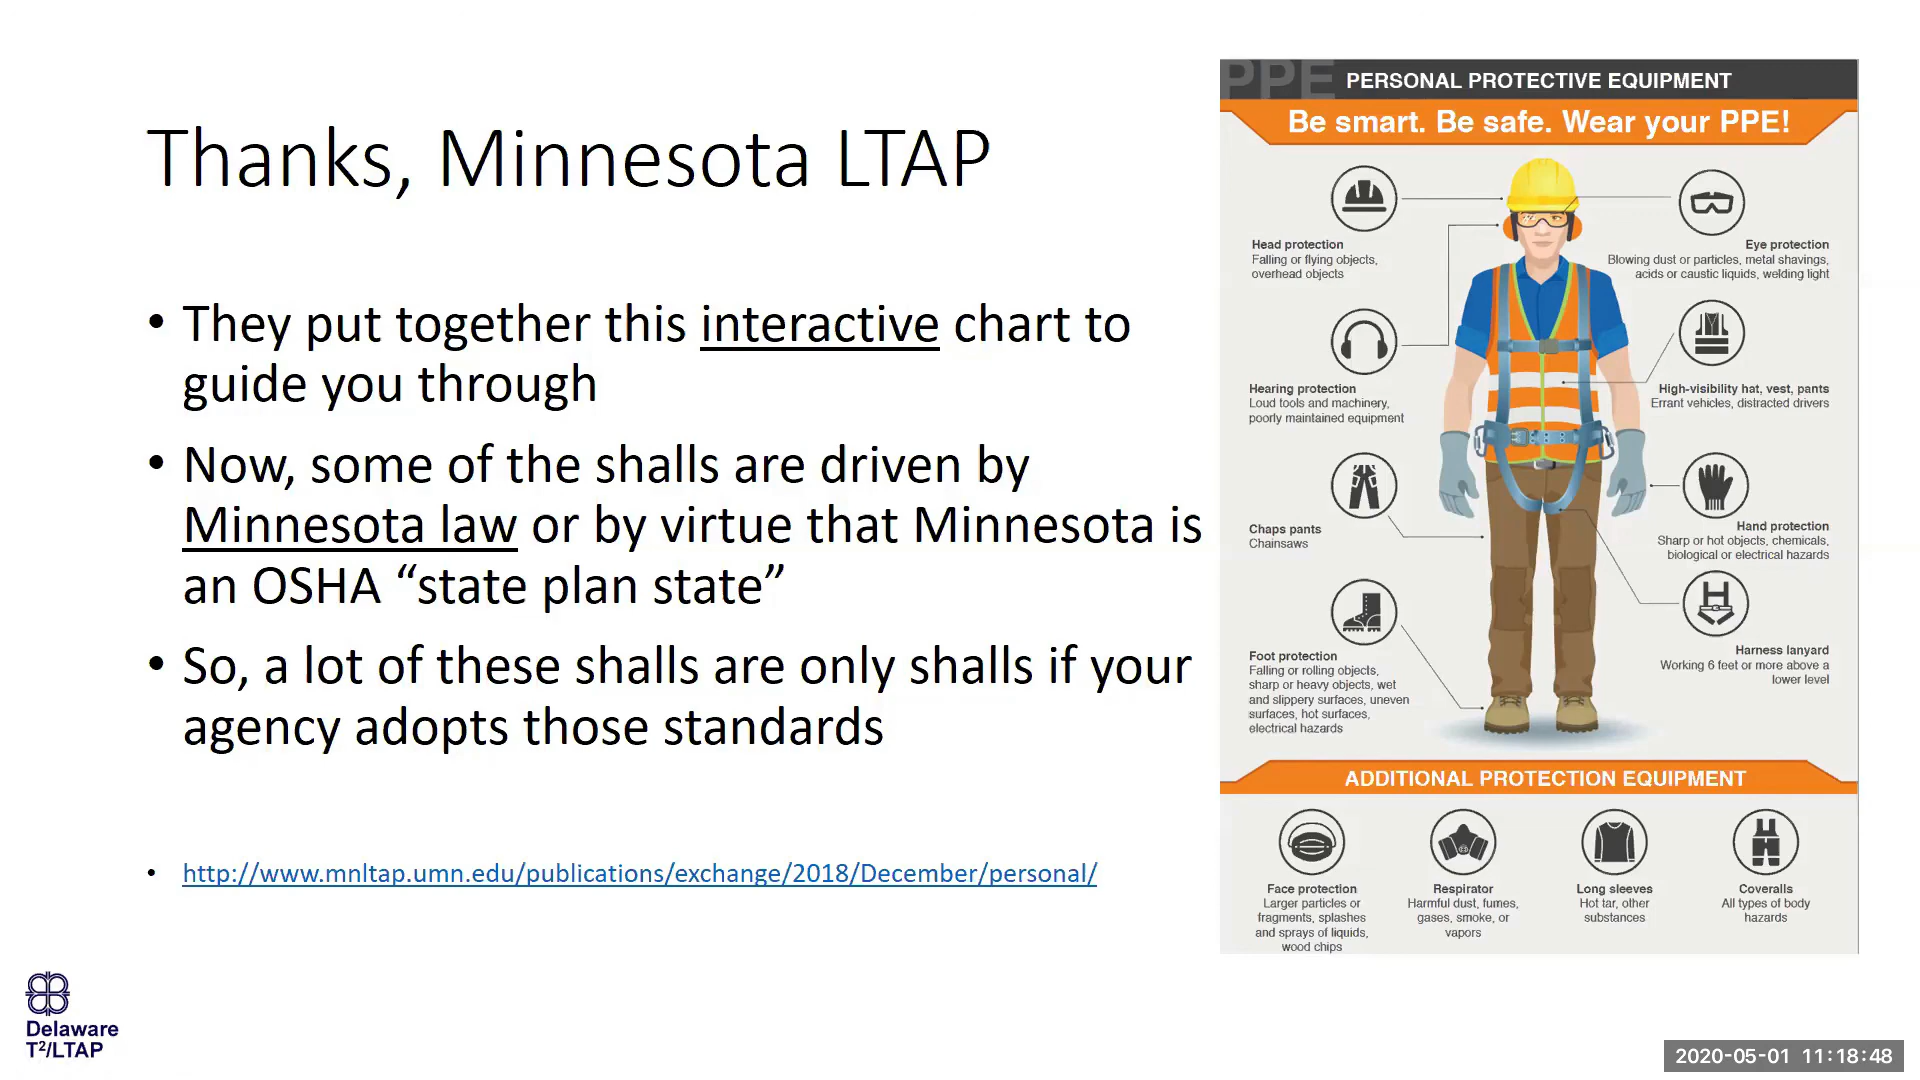 Thanks, Minnesota LTAP
• They put together this interactive chart to
guide you through
• Now, some of the shalls are driven by
Minnesota law or by virtue that Minnesota is
an OSHA “state plan state”
• So, a lot of these shalls are only shalls if your
agency adopts those standards
• http://www.mnltap.umn.edu/publications/exchange/2018/December/personal/
Delaware
T²/LTAP
PPE
PERSONAL PROTECTIVE EQUIPMENT
Be smart. Be safe. Wear your PPE!
Head protection
Falling or flying objects,
overhead objects
Eye protection
Blowing dust or particles, metal shavings,
acids or caustic liquids, welding light
Hearing protection
Loud tools and machinery,
poorly maintained equipment
High-visibility hat, vest, pants
Errant vehicles, distracted drivers
Chaps pants
Chainsaws
Hand protection
Sharp or hot objects, chemicals,
biological or electrical hazards
Foot protection
Falling or rolling objects,
sharp or heavy objects, wet
and slippery surfaces, uneven
surfaces, hot surfaces,
electrical hazards
Harness lanyard
Working 6 feet or more above a
lower level
ADDITIONAL PROTECTION EQUIPMENT
Face protection
Larger particles or
fragments, splashes
and sprays of liquids,
wood chips
Respirator
Harmful dust, fumes,
gases, smoke, or
vapors
Long sleeves
Hot tar, other
substances
Coveralls
All types of body
hazards
2020-05-01 11:18:48